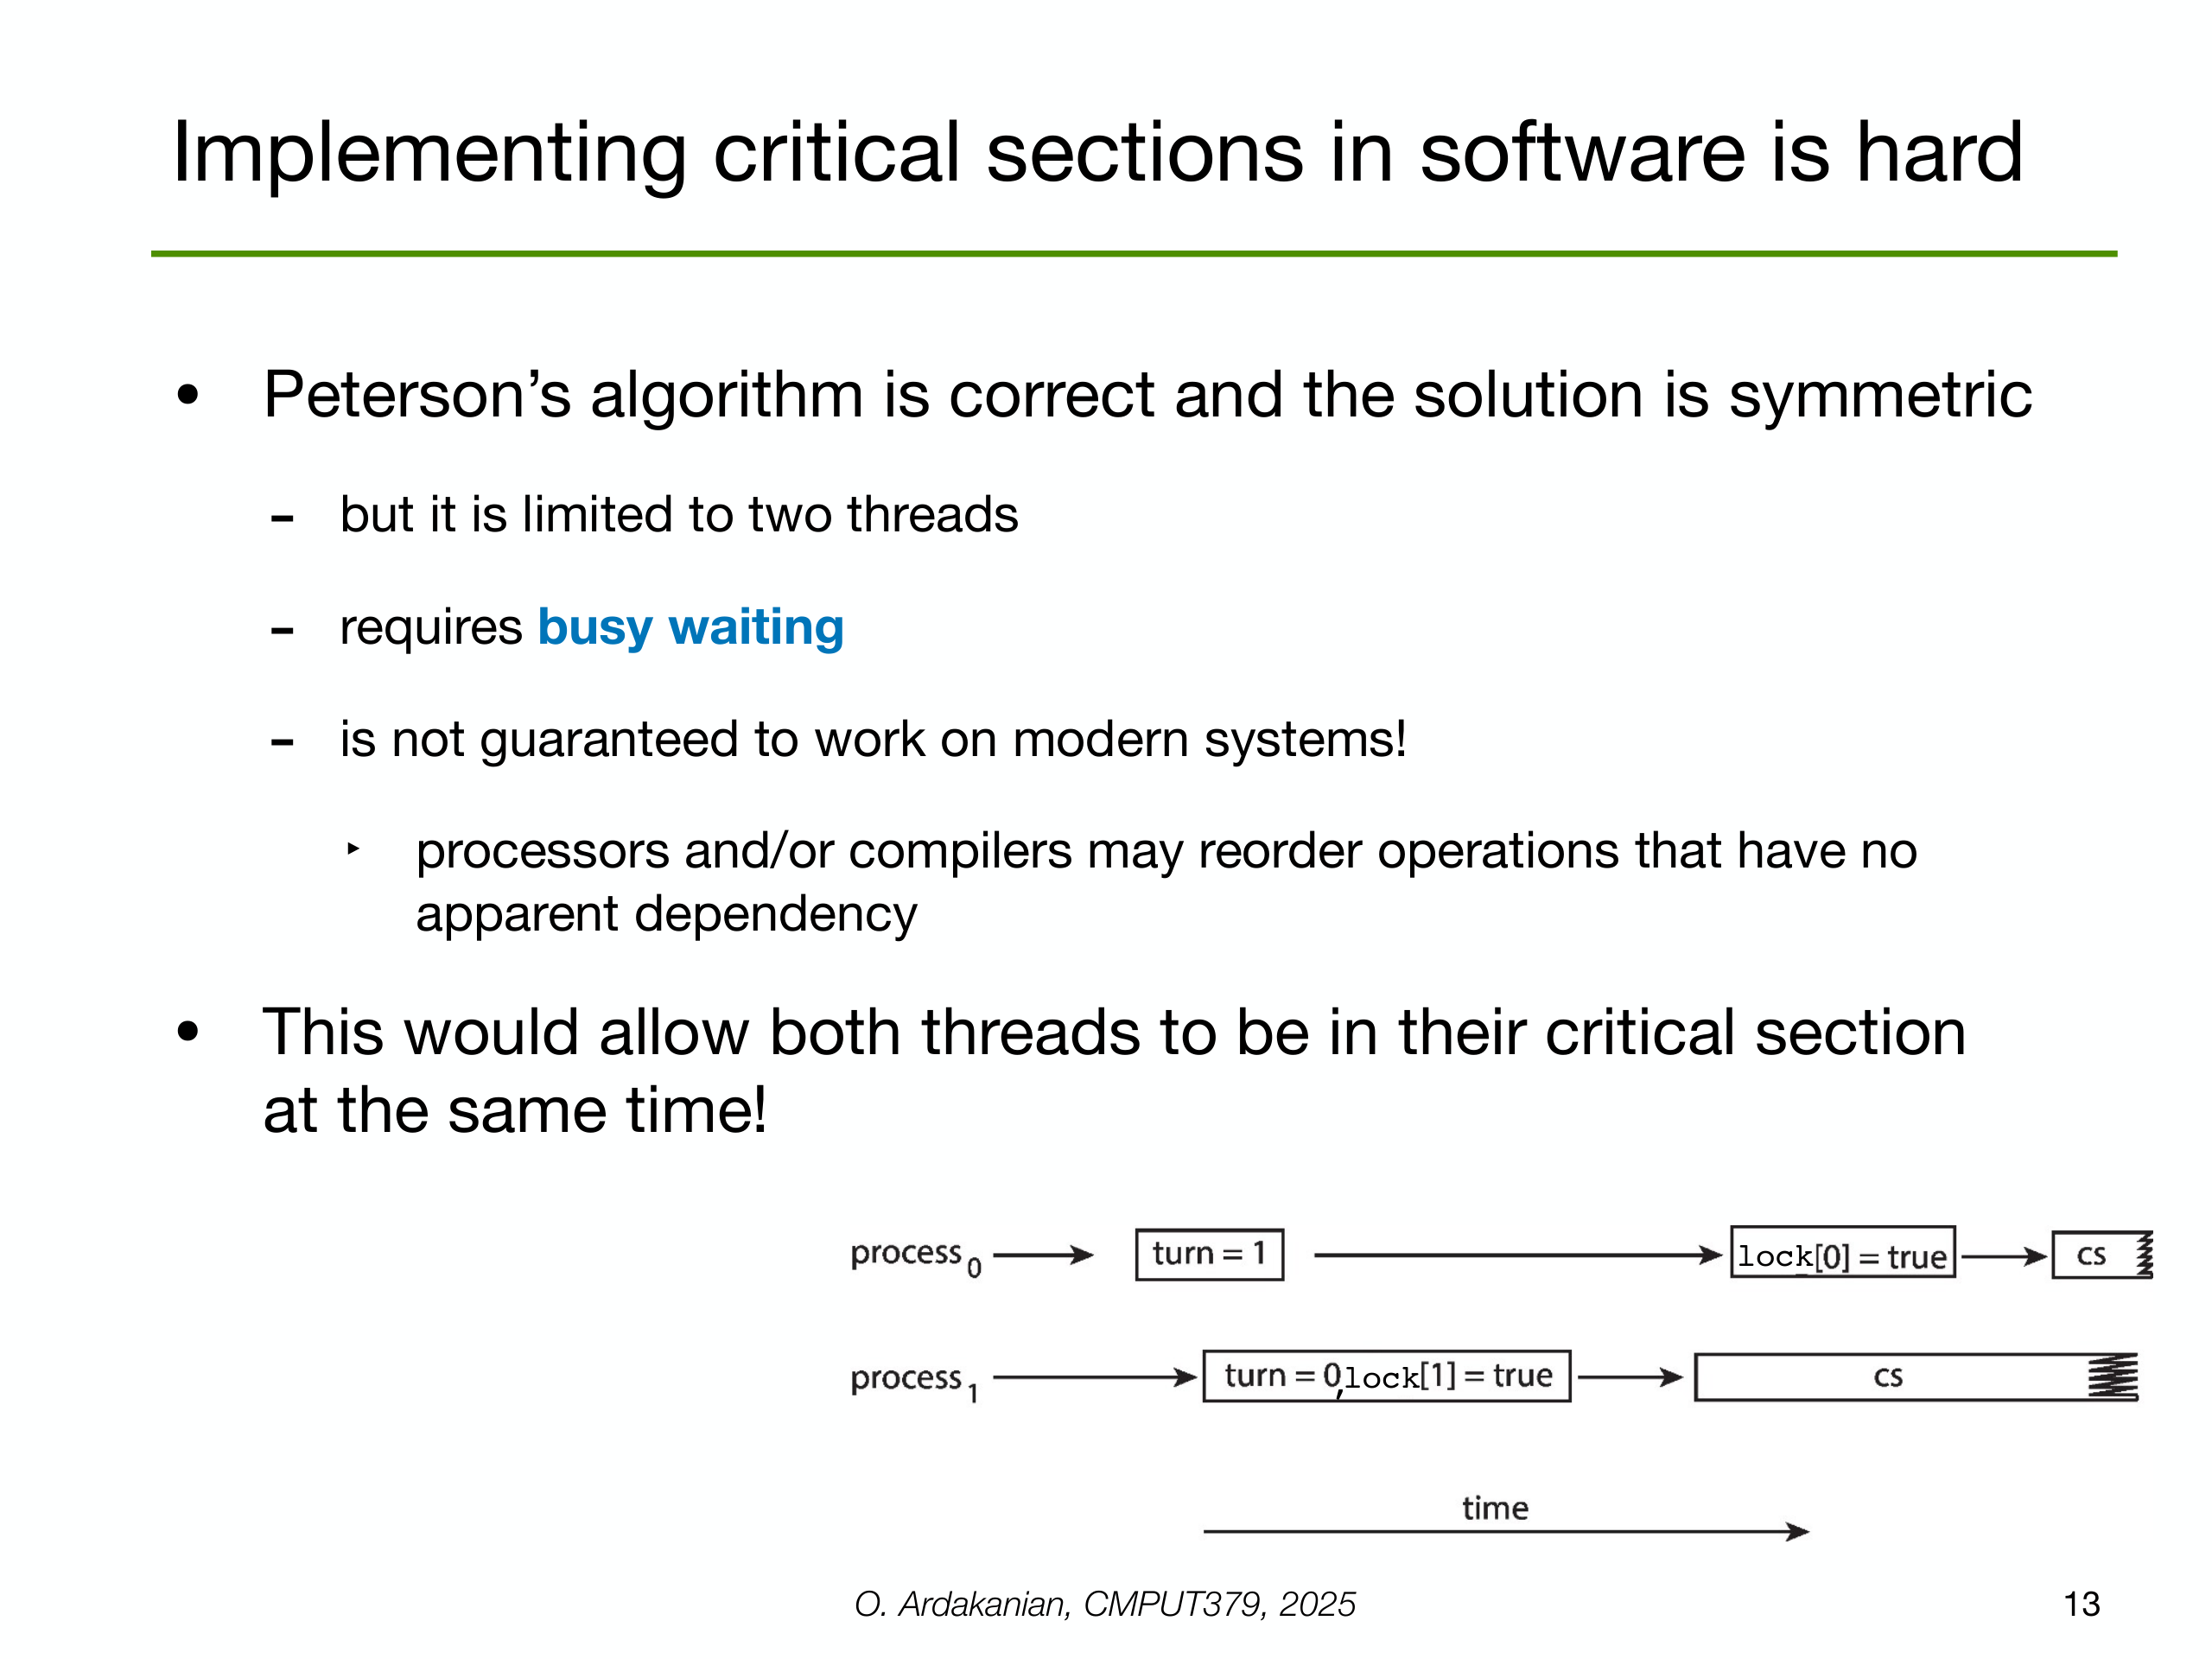 Implementing critical sections in software is hard
• Peterson's algorithm is correct and the solution is symmetric
- but it is limited to two threads
- requires busy waiting
- is not guaranteed to work on modern systems!
‣ processors and/or compilers may reorder operations that have no
apparent dependency
• This would allow both threads to be in their critical section
at the same time!
process 0 turn = 1 lock[0] = true cs
process 1 turn = 0,lock[1] = true cs
time
O. Ardakanian, CMPUT379, 2025
13